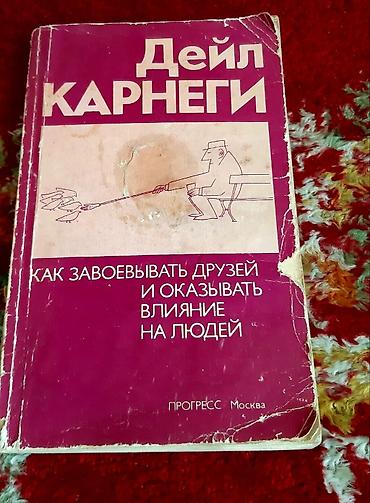 Дейл
КАРНЕГИ
КАК ЗАВОЕВЫВАТЬ ДРУЗЕЙ
И ОКАЗЫВАТЬ
ВЛИЯНИЕ
НА ЛЮДЕЙ
ПРОГРЕСС Москва